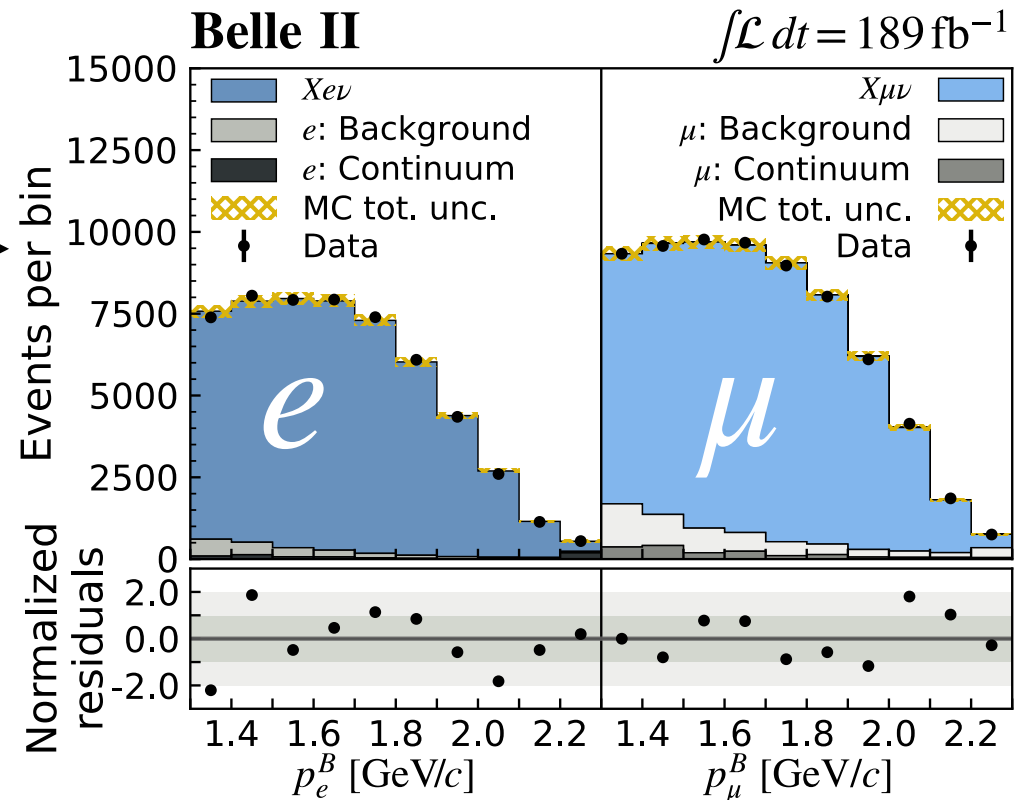 Belle II ∫ℒ dt = 189 fb⁻¹
Events per bin
15000
12500
10000
7500
5000
2500
0
Xeν
e: Background
e: Continuum
MC tot. unc.
Data
e
Xμν
μ: Background
μ: Continuum
MC tot. unc.
Data
μ
Normalized
residuals
2.0
0.0
-2.0
1.4 1.6 1.8 2.0 2.2 1.4 1.6 1.8 2.0 2.2
p_e^B [GeV/c] p_μ^B [GeV/c]